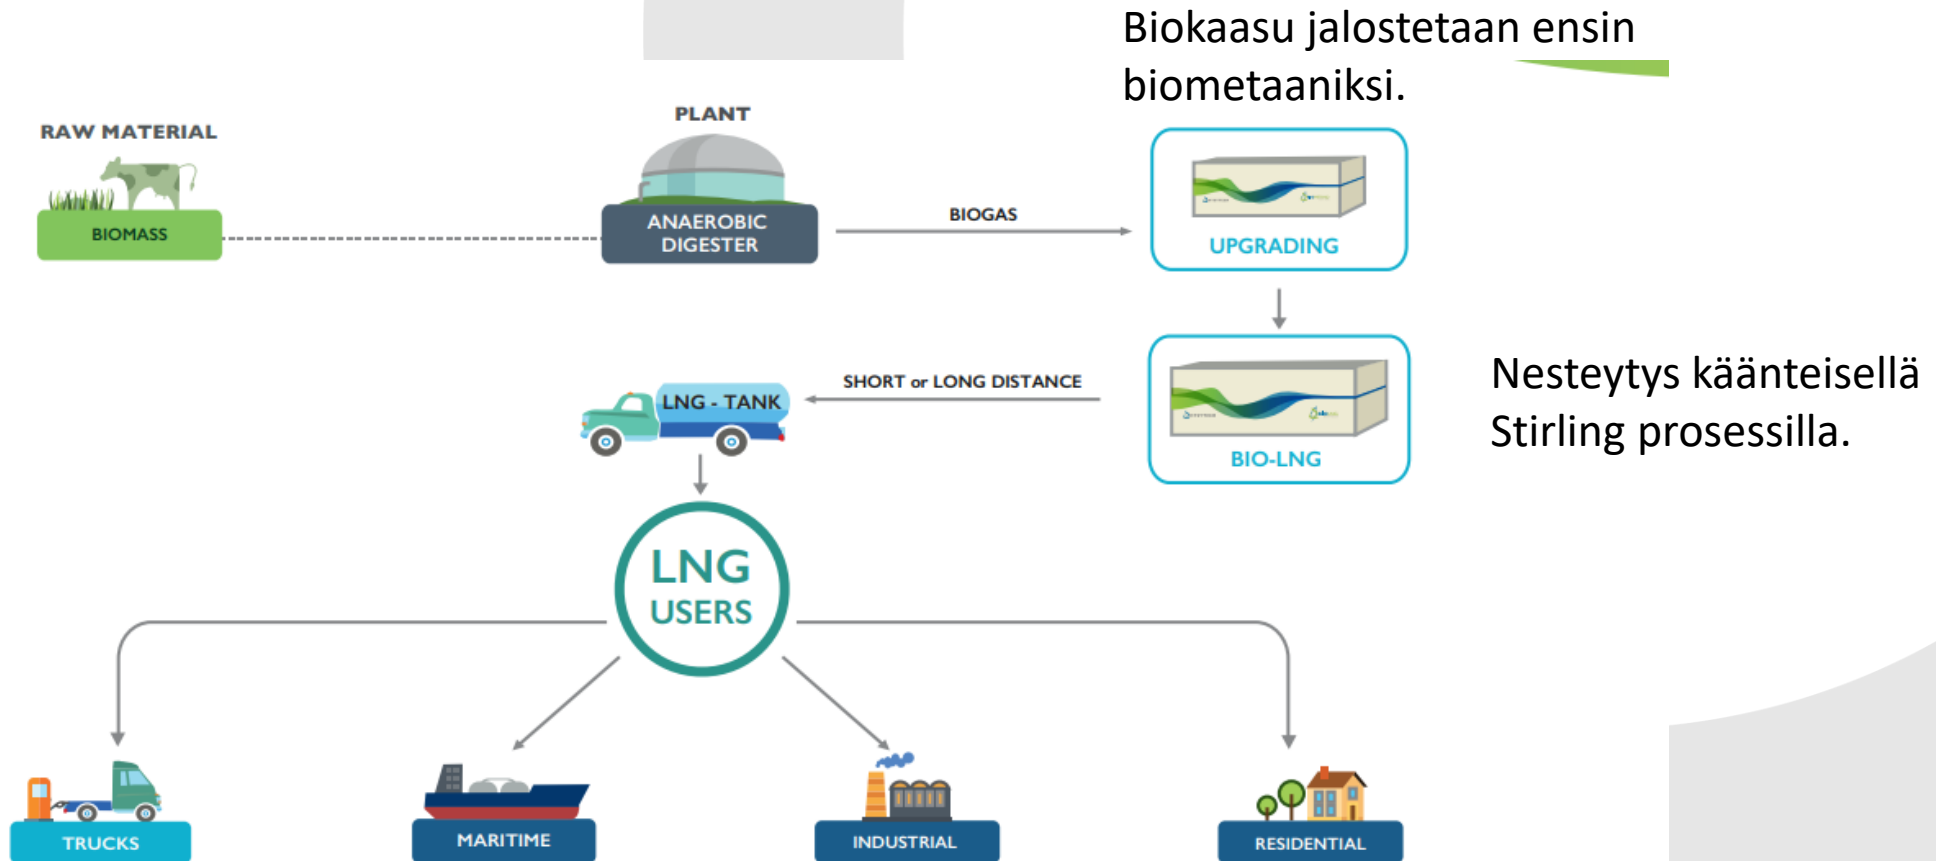 Biokaasu jalostetaan ensin
biometaaniksi.
RAW MATERIAL
BIOMASS
PLANT
ANAEROBIC
DIGESTER
BIOGAS
UPGRADING
SHORT or LONG DISTANCE
LNG - TANK
BIO-LNG
Nesteytys käänteisellä
Stirling prosessilla.
LNG
USERS
TRUCKS
MARITIME
INDUSTRIAL
RESIDENTIAL